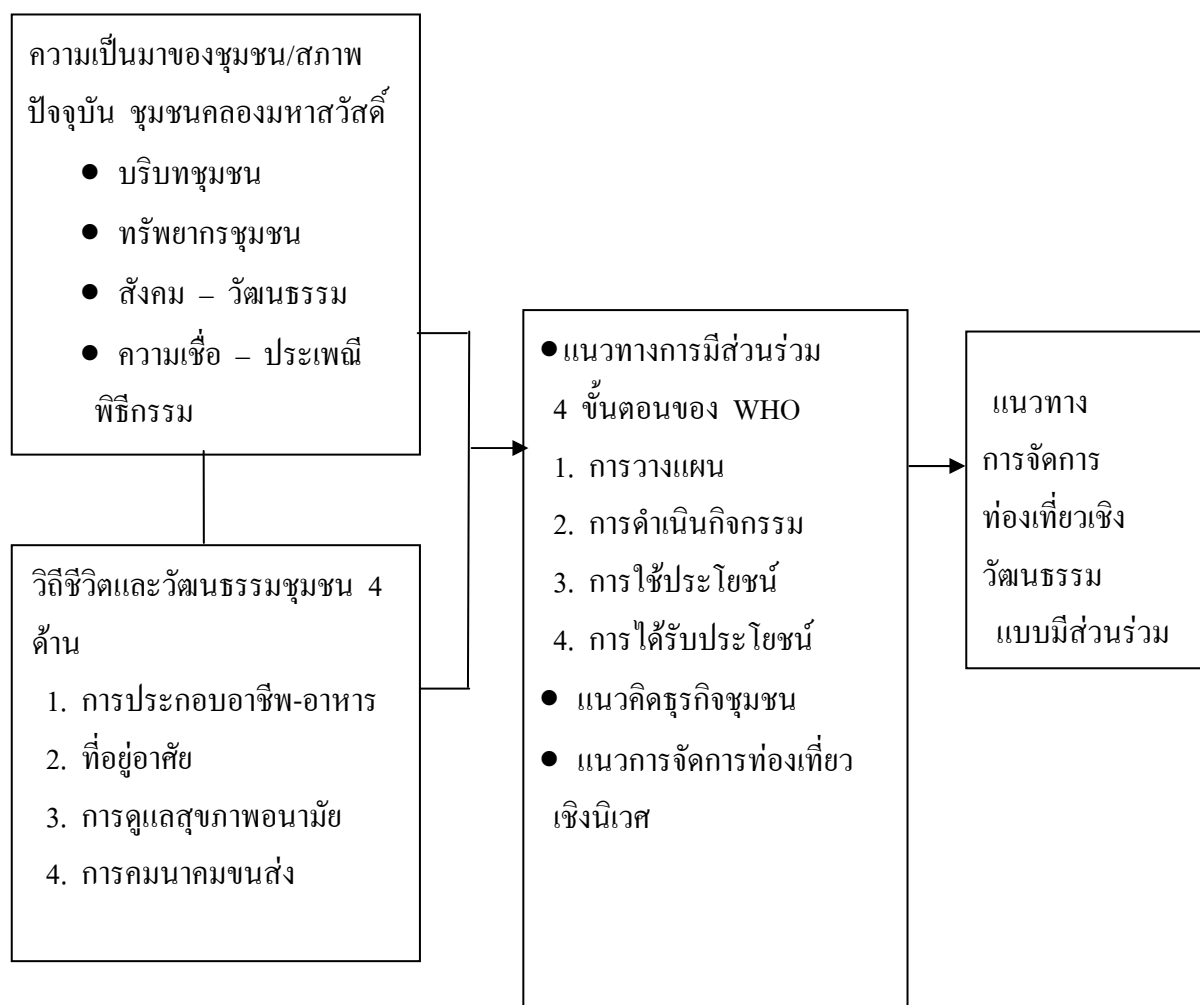 ความเป็นมาของชุมชน/สภาพ
ปัจจุบัน ชุมชนคลองมหาสวัสดิ์
● บริบทชุมชน
● ทรัพยากรชุมชน
● สังคม – วัฒนธรรม
● ความเชื่อ – ประเพณี
พิธีกรรม
วิถีชีวิตและวัฒนธรรมชุมชน 4
ด้าน
1. การประกอบอาชีพ-อาหาร
2. ที่อยู่อาศัย
3. การดูแลสุขภาพอนามัย
4. การคมนาคมขนส่ง
●แนวทางการมีส่วนร่วม
4 ขั้นตอนของ WHO
1. การวางแผน
2. การดำเนินกิจกรรม
3. การใช้ประโยชน์
4. การได้รับประโยชน์
● แนวคิดธุรกิจชุมชน
● แนวการจัดการท่องเที่ยว
เชิงนิเวศ
แนวทาง
การจัดการ
ท่องเที่ยวเชิง
วัฒนธรรม
แบบมีส่วนร่วม